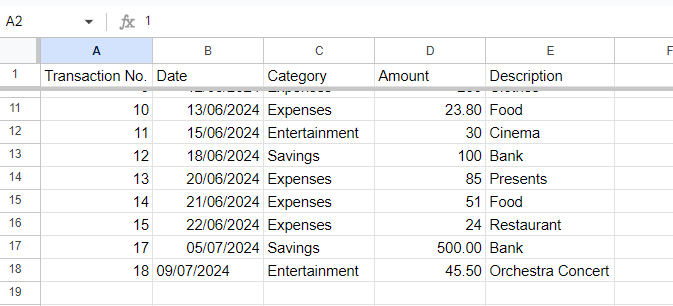 A2 fx 1
A B C D E F
1 Transaction No. Date Category Amount Description
11 10 13/06/2024 Expenses 23.80 Food
12 11 15/06/2024 Entertainment 30 Cinema
13 12 18/06/2024 Savings 100 Bank
14 13 20/06/2024 Expenses 85 Presents
15 14 21/06/2024 Expenses 51 Food
16 15 22/06/2024 Expenses 24 Restaurant
17 17 05/07/2024 Savings 500.00 Bank
18 18 09/07/2024 Entertainment 45.50 Orchestra Concert
19